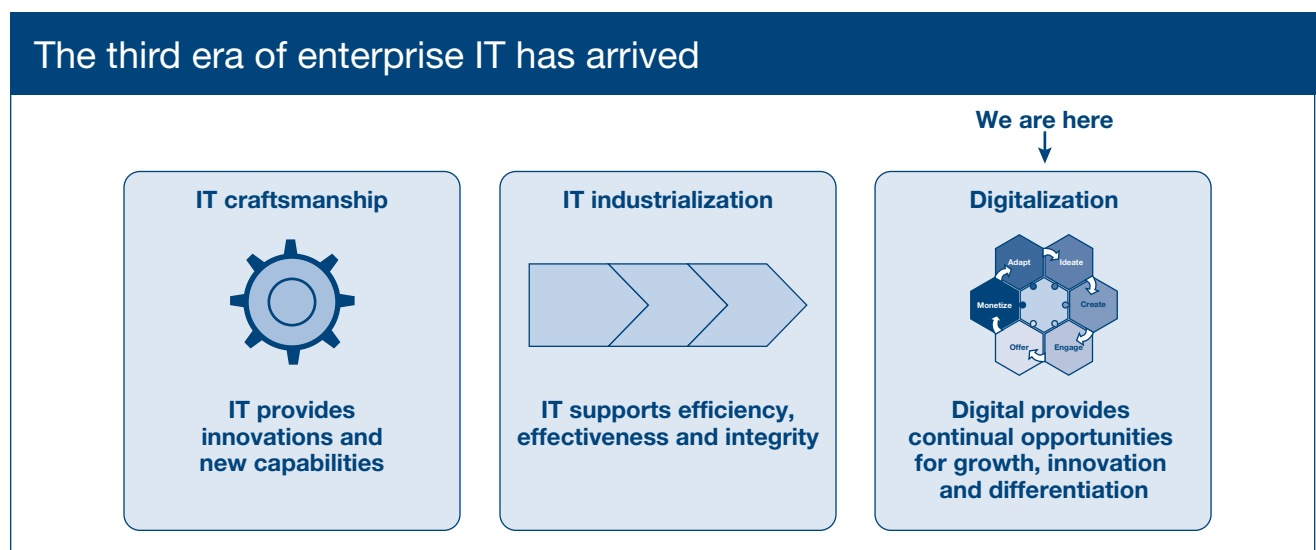 The third era of enterprise IT has arrived
We are here
IT craftsmanship
IT provides
innovations and
new capabilities
IT industrialization
IT supports efficiency,
effectiveness and integrity
Digitalization
Adapt
Ideate
Monetize
Create
Offer
Engage
Digital provides
continual opportunities
for growth, innovation
and differentiation